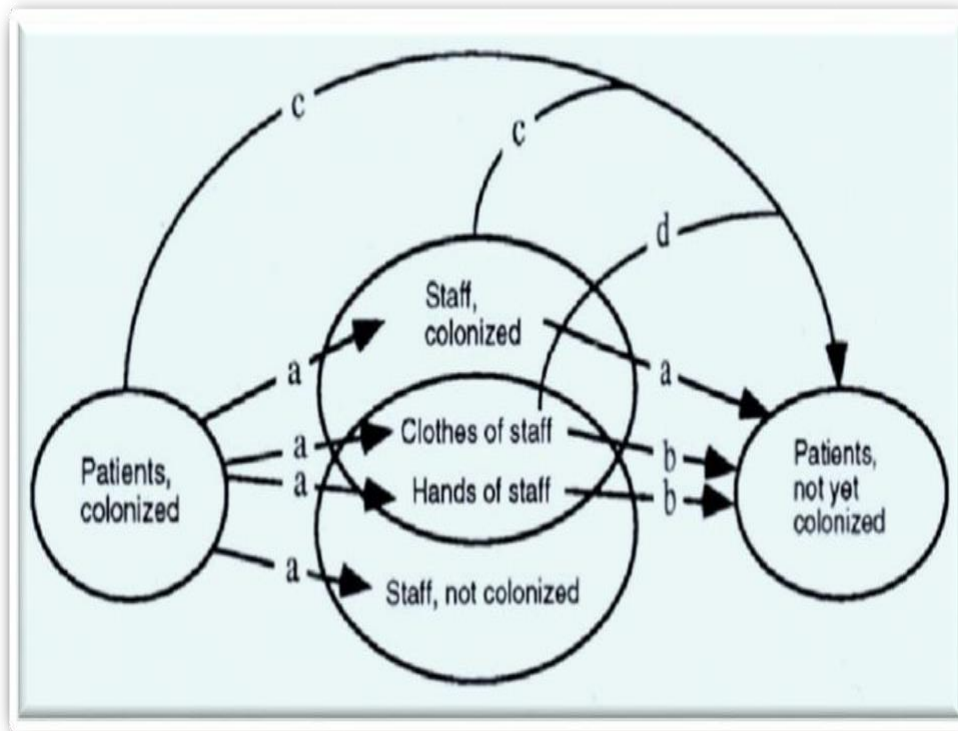 c
c
d
Staff,
colonized
a
a
Patients,
colonized
a
Clothes of staff
b
a
Hands of staff
b
Patients,
not yet
colonized
a
Staff, not colonized